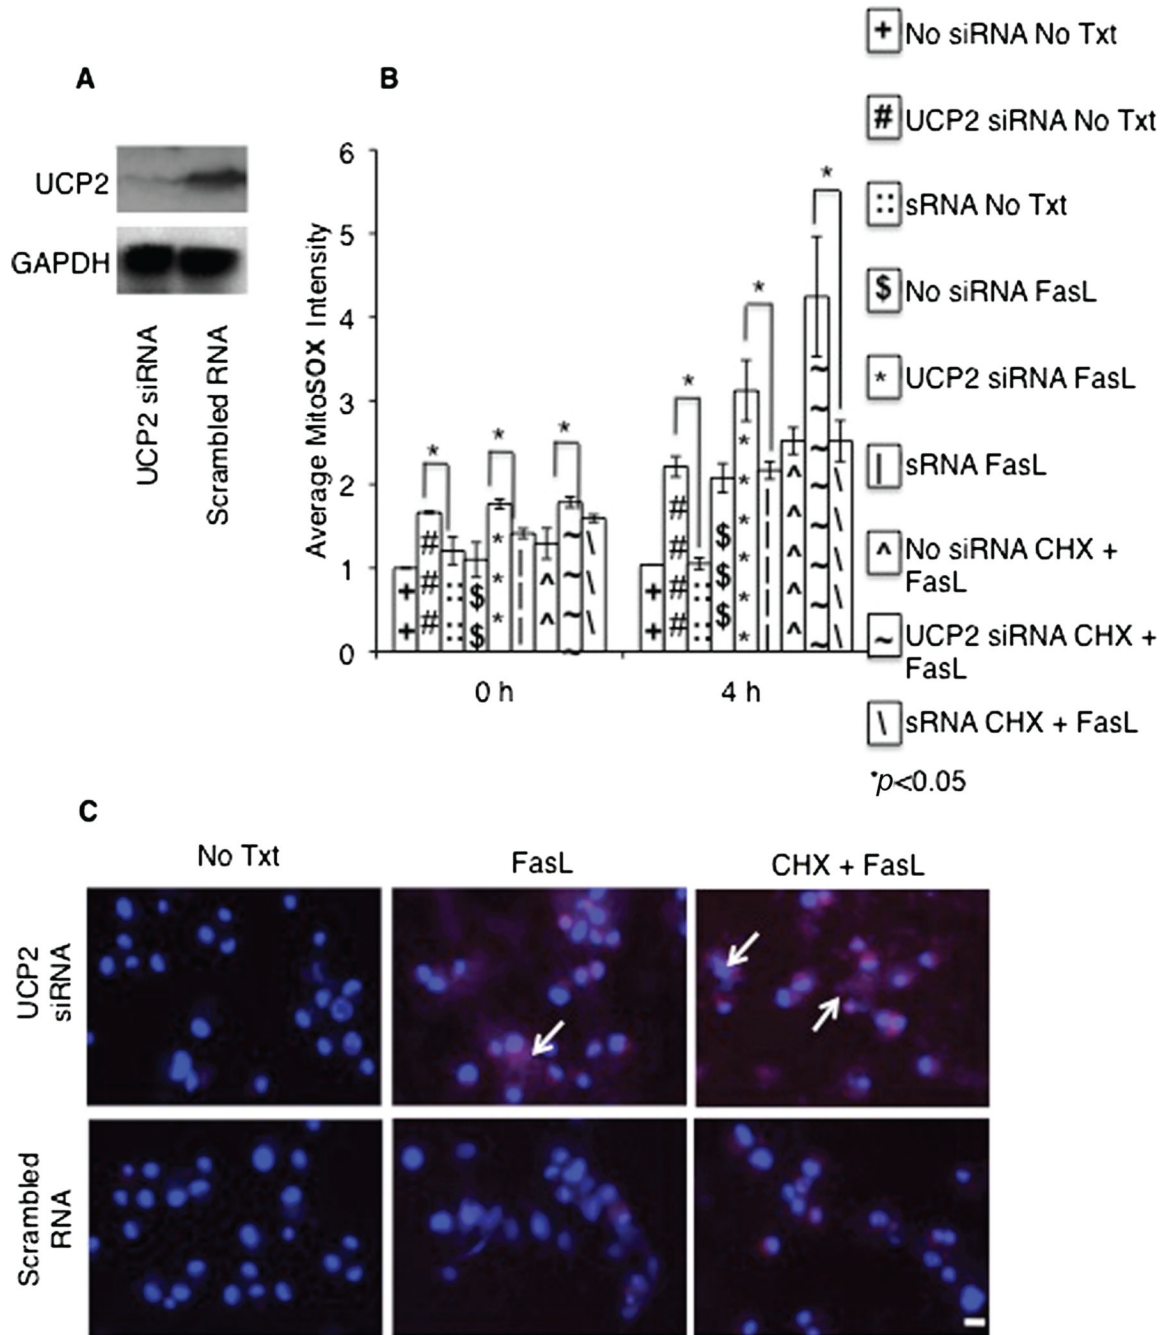 A
UCP2
GAPDH
UCP2 siRNA
Scrambled RNA
B
Average MitoSOX Intensity
6
5
4
3
2
1
0
0 h
4 h
+ No siRNA No Txt
# UCP2 siRNA No Txt
:: sRNA No Txt
$ No siRNA FasL
* UCP2 siRNA FasL
| sRNA FasL
^ No siRNA CHX +
FasL
~ UCP2 siRNA CHX +
FasL
\ sRNA CHX + FasL
*p<0.05
C
No Txt
FasL
CHX + FasL
UCP2
siRNA
Scrambled
RNA